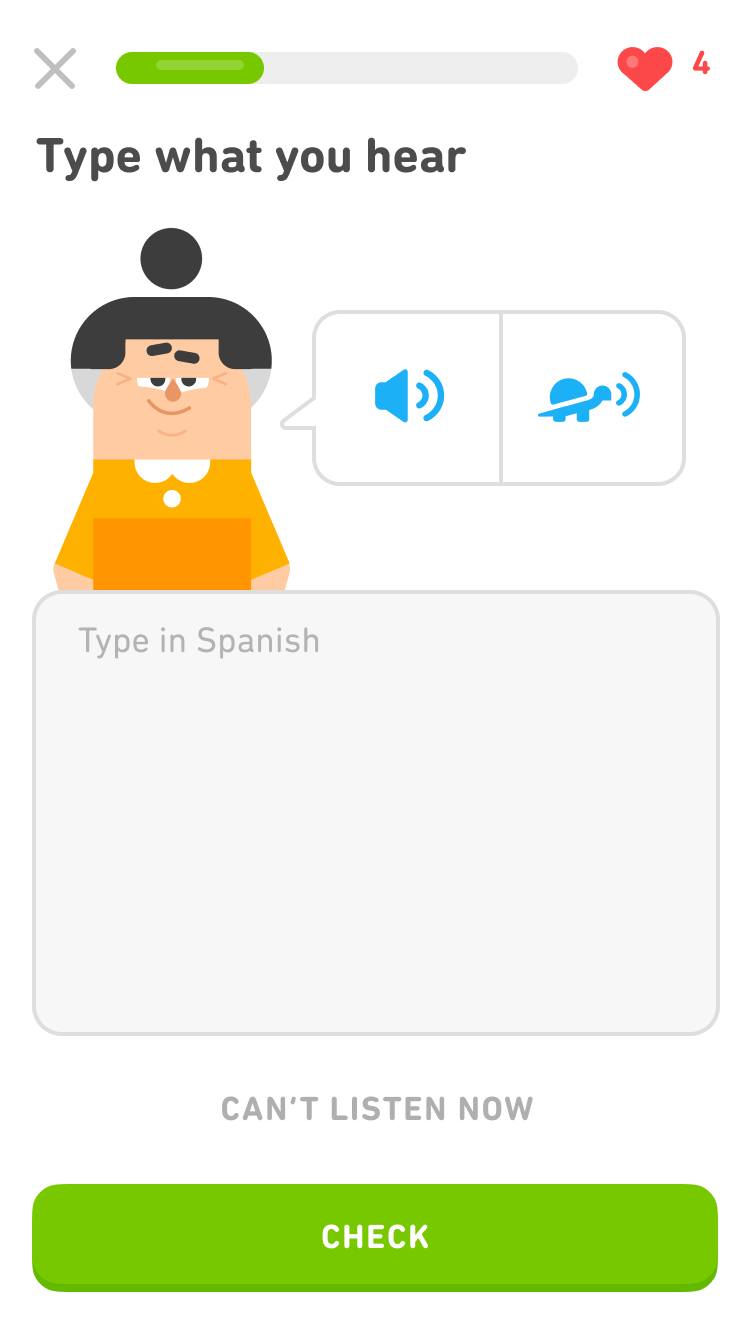 4
Type what you hear
Type in Spanish
CAN'T LISTEN NOW
CHECK